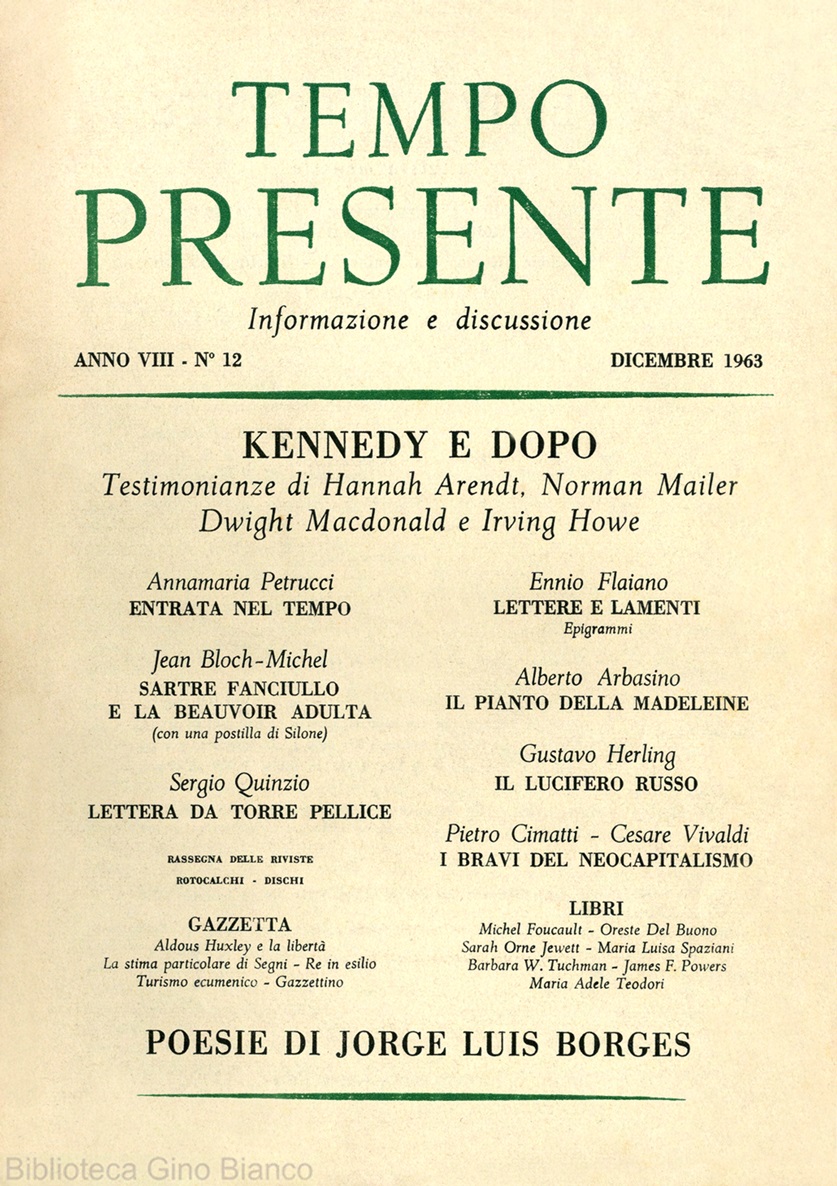 TEMPO
PRESENTE
Informazione e discussione
ANNO VIII - Nº 12
DICEMBRE 1963
KENNEDY E DOPO
Testimonianze di Hannah Arendt, Norman Mailer
Dwight Macdonald e Irving Howe
Annamaria Petrucci
ENTRATA NEL TEMPO
Jean Bloch-Michel
SARTRE FANCIULLO
E LA BEAUVOIR ADULTA
(con una postilla di Silone)
Sergio Quinzio
LETTERA DA TORRE PELLICE
RASSEGNA DELLE RIVISTE
ROTOCALCHI - DISCHI
GAZZETTA
Aldous Huxley e la libertà
La stima particolare di Segni - Re in esilio
Turismo ecumenico - Gazzettino
Ennio Flaiano
LETTERE E LAMENTI
Epigrammi
Alberto Arbasino
IL PIANTO DELLA MADELEINE
Gustavo Herling
IL LUCIFERO RUSSO
Pietro Cimatti - Cesare Vivaldi
I BRAVI DEL NEOCAPITALISMO
LIBRI
Michel Foucault - Oreste Del Buono
Sarah Orne Jewett - Maria Luisa Spaziani
Barbara W. Tuchman - James F. Powers
Maria Adele Teodori
POESIE DI JORGE LUIS BORGES
Biblioteca Gino Bianco